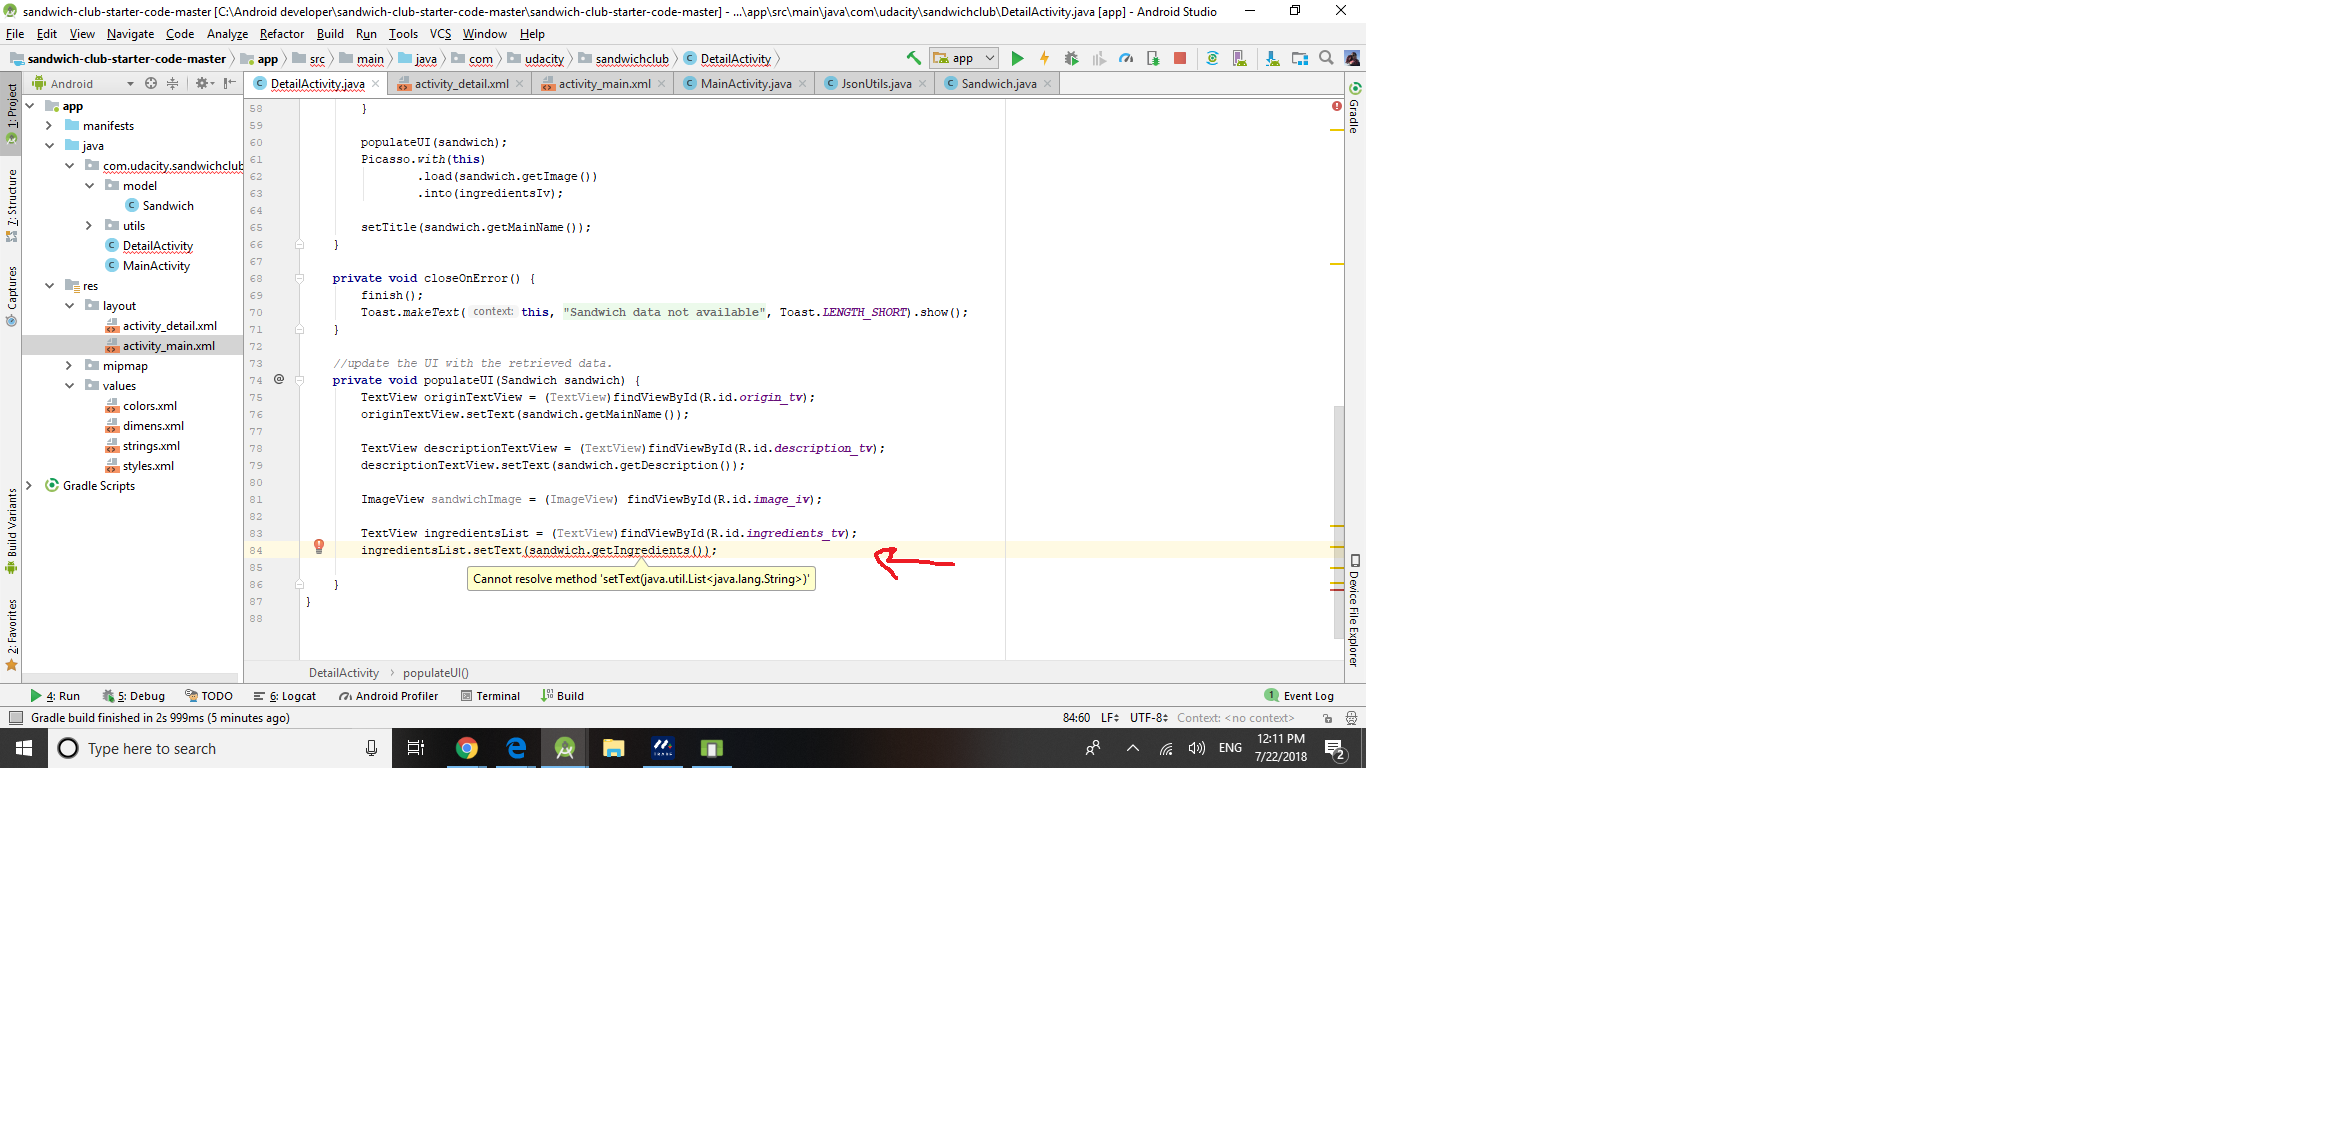 sandwich-club-starter-code-master [C:\Android developer\sandwich-club-starter-code-master\sandwich-club-starter-code-master] - ...\app\src\main\java\com\udacity\sandwichclub\DetailActivity.java [app] - Android Studio
File Edit View Navigate Code Analyze Refactor Build Run Tools VCS Window Help
sandwich-club-starter-code-master app src main java com udacity sandwichclub DetailActivity app
Android DetailActivity.java activity_detail.xml activity_main.xml MainActivity.java JsonUtils.java Sandwich.java
1: Project
7: Structure
Captures
Build Variants
2: Favorites
app
manifests
java
com.udacity.sandwichclub
model
Sandwich
utils
DetailActivity
MainActivity
res
layout
activity_detail.xml
activity_main.xml
mipmap
values
colors.xml
dimens.xml
strings.xml
styles.xml
Gradle Scripts
58 }
59
60 populateUI(sandwich);
61 Picasso.with(this)
62 .load(sandwich.getImage())
63 .into(ingredientsIv);
64
65 setTitle(sandwich.getMainName());
66 }
67
68 private void closeOnError() {
69 finish();
70 Toast.makeText( context: this, "Sandwich data not available", Toast.LENGTH_SHORT).show();
71 }
72
73 //update the UI with the retrieved data.
74 @ private void populateUI(Sandwich sandwich) {
75 TextView originTextView = (TextView)findViewById(R.id.origin_tv);
76 originTextView.setText(sandwich.getMainName());
77
78 TextView descriptionTextView = (TextView)findViewById(R.id.description_tv);
79 descriptionTextView.setText(sandwich.getDescription());
80
81 ImageView sandwichImage = (ImageView) findViewById(R.id.image_iv);
82
83 TextView ingredientsList = (TextView)findViewById(R.id.ingredients_tv);
84 ingredientsList.setText(sandwich.getIngredients());
85
Cannot resolve method 'setText(java.util.List<java.lang.String>)'
86 }
87 }
88
Gradle
Device File Explorer
DetailActivity populateUI()
4: Run 5: Debug TODO 6: Logcat Android Profiler Terminal Build 1 Event Log
Gradle build finished in 2s 999ms (5 minutes ago) 84:60 LF UTF-8 Context: <no context>
Type here to search ENG 12:11 PM
7/22/2018 2